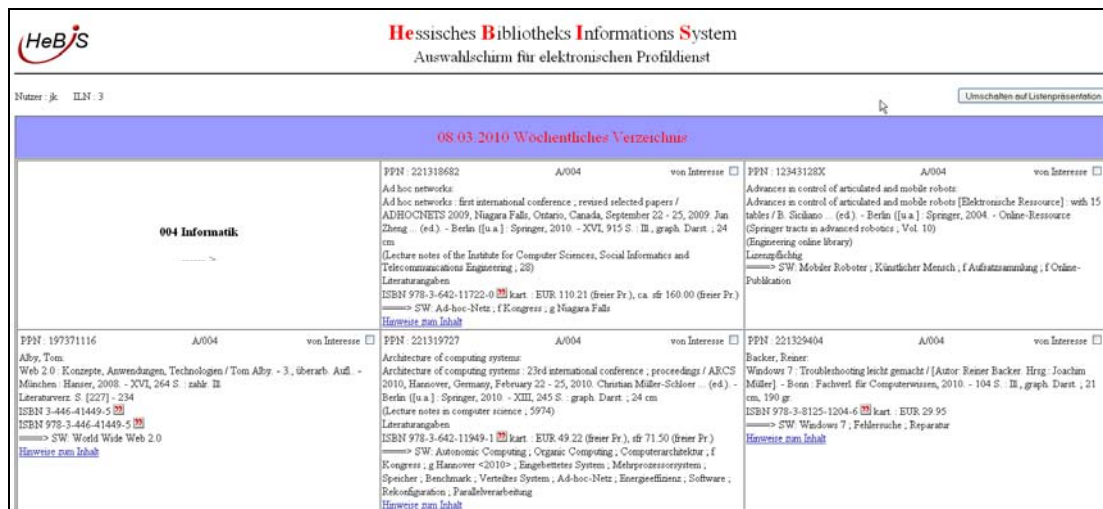 HeBIS
Hessisches Bibliotheks Informations System
Auswahlschirm für elektronischen Profildienst
Nutzer : jk ILN : 3
Umschalten auf Listenpräsentation
08.03.2010 Wöchentliches Verzeichnis
004 Informatik
......... >
PPN : 221318682 A/004 von Interesse
Ad hoc networks:
Ad hoc networks : first international conference ; revised selected papers /
ADHOCNETS 2009, Niagara Falls, Ontario, Canada, September 22 - 25, 2009. Jun
Zheng ... (ed.). - Berlin ([u.a.] : Springer, 2010. - XVI, 915 S. : Ill., graph. Darst. ; 24
cm
(Lecture notes of the Institute for Computer Sciences, Social Informatics and
Telecommunications Engineering ; 28)
Literaturangaben
ISBN 978-3-642-11722-0 kart. : EUR 110.21 (freier Pr.), ca. sfr 160.00 (freier Pr.)
====> SW: Ad-hoc-Netz ; f Kongress ; g Niagara Falls
Hinweise zum Inhalt
PPN : 12343128X A/004 von Interesse
Advances in control of articulated and mobile robots:
Advances in control of articulated and mobile robots [Elektronische Ressource] : with 15
tables / B. Siciliano ... (ed.). - Berlin ([u.a.] : Springer, 2004. - Online-Ressource
(Springer tracts in advanced robotics ; Vol. 10)
(Engineering online library)
Lizenzpflichtig
====> SW: Mobiler Roboter ; Künstlicher Mensch ; f Aufsatzsammlung ; f Online-
Publikation
PPN : 197371116 A/004 von Interesse
Alby, Tom:
Web 2.0 : Konzepte, Anwendungen, Technologien / Tom Alby. - 3., überarb. Aufl. -
München : Hanser, 2008. - XVI, 264 S. : zahlr. Ill.
Literaturverz. S. [227] - 234
ISBN 3-446-41449-5
ISBN 978-3-446-41449-5
====> SW: World Wide Web 2.0
Hinweise zum Inhalt
PPN : 221319727 A/004 von Interesse
Architecture of computing systems:
Architecture of computing systems : 23rd international conference ; proceedings / ARCS
2010, Hannover, Germany, February 22 - 25, 2010. Christian Müller-Schloer ... (ed.). -
Berlin ([u.a.] : Springer, 2010. - XIII, 245 S. : graph. Darst. ; 24 cm
(Lecture notes in computer science ; 5974)
Literaturangaben
ISBN 978-3-642-11949-1 kart. : EUR 49.22 (freier Pr.), sfr 71.50 (freier Pr.)
====> SW: Autonomic Computing ; Organic Computing ; Computerarchitektur ; f
Kongress ; g Hannover <2010> ; Eingebettetes System ; Mehrprozessorsystem ;
Speicher ; Benchmark ; Verteiltes System ; Ad-hoc-Netz ; Energieeffizienz ; Software ;
Rekonfiguration ; Parallelverarbeitung
Hinweise zum Inhalt
PPN : 221329404 A/004 von Interesse
Backer, Reiner:
Windows 7 : Troubleshooting leicht gemacht / [Autor: Reiner Backer. Hrsg.: Joachim
Müller]. - Bonn : Fachverl. für Computerwissen, 2010. - 104 S. : Ill., graph. Darst. ; 21
cm, 190 gr.
ISBN 978-3-8125-1204-6 kart. : EUR 29.95
====> SW: Windows 7 ; Fehlersuche ; Reparatur
Hinweise zum Inhalt